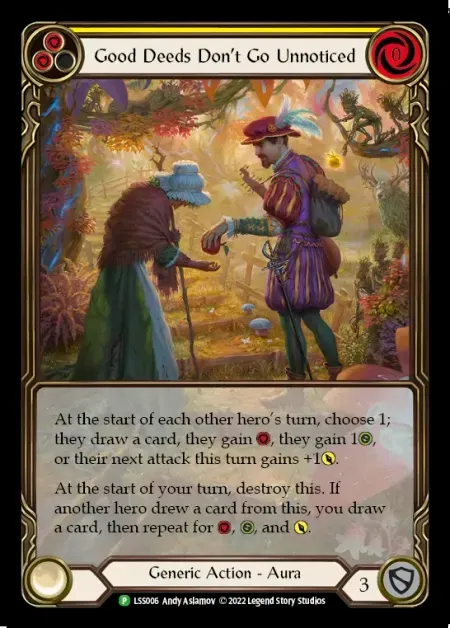 Good Deeds Don't Go Unnoticed
0
At the start of each other hero's turn, choose 1;
they draw a card, they gain , they gain 1 ,
or their next attack this turn gains +1 .
At the start of your turn, destroy this. If
another hero drew a card from this, you draw
a card, then repeat for , , and .
Generic Action - Aura
3
P LSS006 Andy Aslamov © 2022 Legend Story Studios